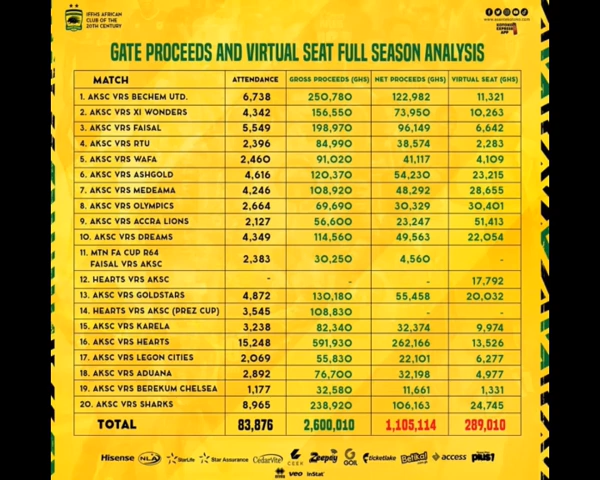 IFFHS AFRICAN
CLUB OF THE
20TH CENTURY
GATE PROCEEDS AND VIRTUAL SEAT FULL SEASON ANALYSIS
MATCH ATTENDANCE GROSS PROCEEDS (GHS) NET PROCEEDS (GHS) VIRTUAL SEAT (GHS)
1. AKSC VRS BECHEM UTD. 6,738 250,780 122,982 11,321
2. AKSC VRS XI WONDERS 4,342 156,550 73,950 10,263
3. AKSC VRS FAISAL 5,549 198,970 96,149 6,642
4. AKSC VRS RTU 2,396 84,990 38,574 2,283
5. AKSC VRS WAFA 2,460 91,020 41,117 4,109
6. AKSC VRS ASHGOLD 4,616 120,370 54,230 23,215
7. AKSC VRS MEDEAMA 4,246 108,920 48,292 28,655
8. AKSC VRS OLYMPICS 2,664 69,690 30,329 30,401
9. AKSC VRS ACCRA LIONS 2,127 56,600 23,247 51,413
10. AKSC VRS DREAMS 4,349 114,560 49,563 22,054
11. MTN FA CUP R64
FAISAL VRS AKSC 2,383 30,250 4,560 -
12. HEARTS VRS AKSC - - - 17,792
13. AKSC VRS GOLDSTARS 4,872 130,180 55,458 20,032
14. HEARTS VRS AKSC (PREZ CUP) 3,545 108,830 - -
15. AKSC VRS KARELA 3,238 82,340 32,374 9,974
16. AKSC VRS HEARTS 15,248 591,930 262,166 13,526
17. AKSC VRS LEGON CITIES 2,069 55,830 22,101 6,277
18. AKSC VRS ADUANA 2,892 76,700 32,198 4,977
19. AKSC VRS BEREKUM CHELSEA 1,177 32,580 11,661 1,331
20. AKSC VRS SHARKS 8,965 238,920 106,163 24,745
TOTAL 83,876 2,600,010 1,105,114 289,010
Hisense NLA StarLife Star Assurance CedarVite CEEK Zeepay GOIL ticketlake Bel-Aqua access plus1
veo InStat